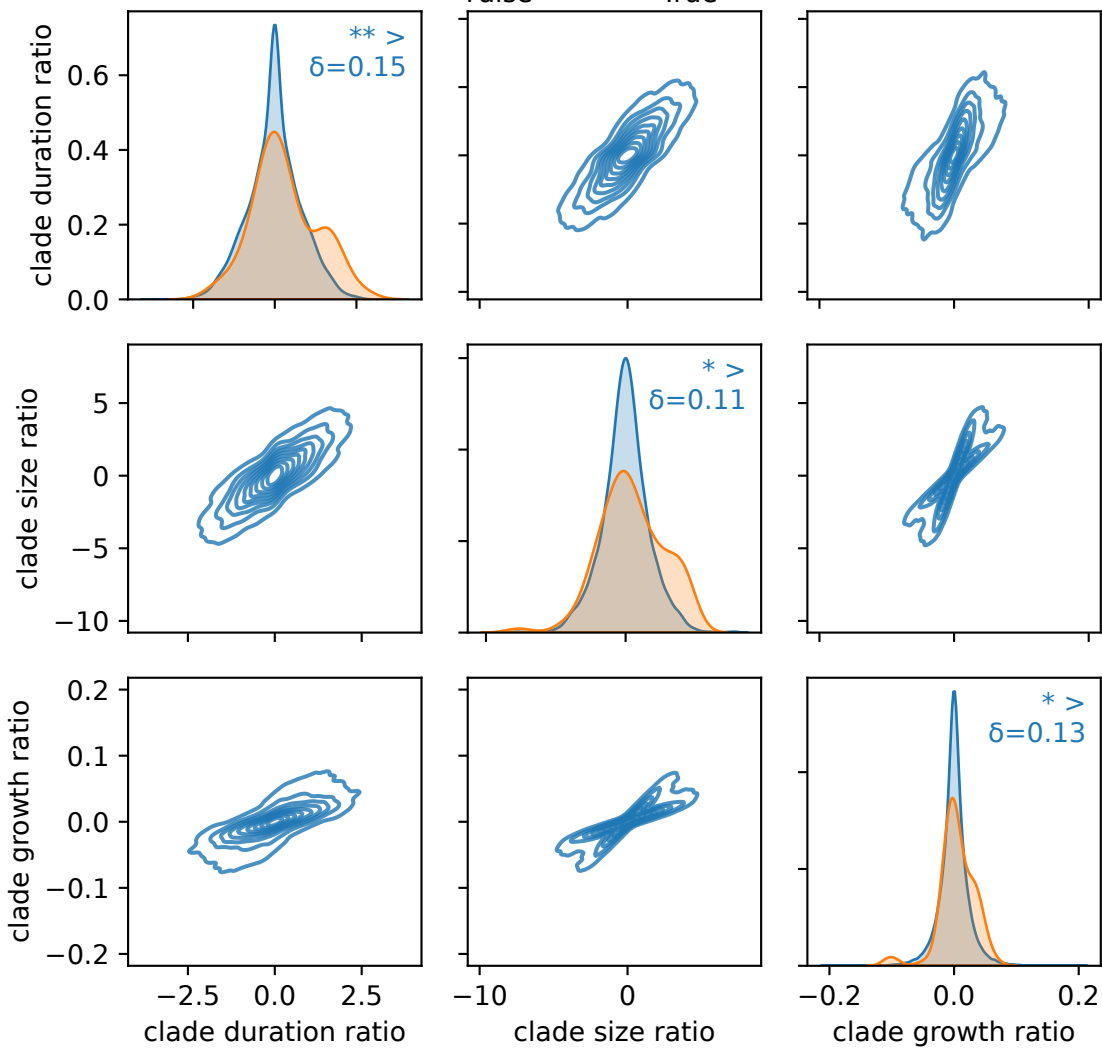 True
clade duration ratio
0.6
0.4
0.2
0.0
** >
δ=0.15
clade size ratio
5
0
−5
−10
* >
δ=0.11
clade growth ratio
0.2
0.1
0.0
−0.1
−0.2
* >
δ=0.13
−2.5
0.0
2.5
−10
0
−0.2
0.0
0.2
clade duration ratio
clade size ratio
clade growth ratio